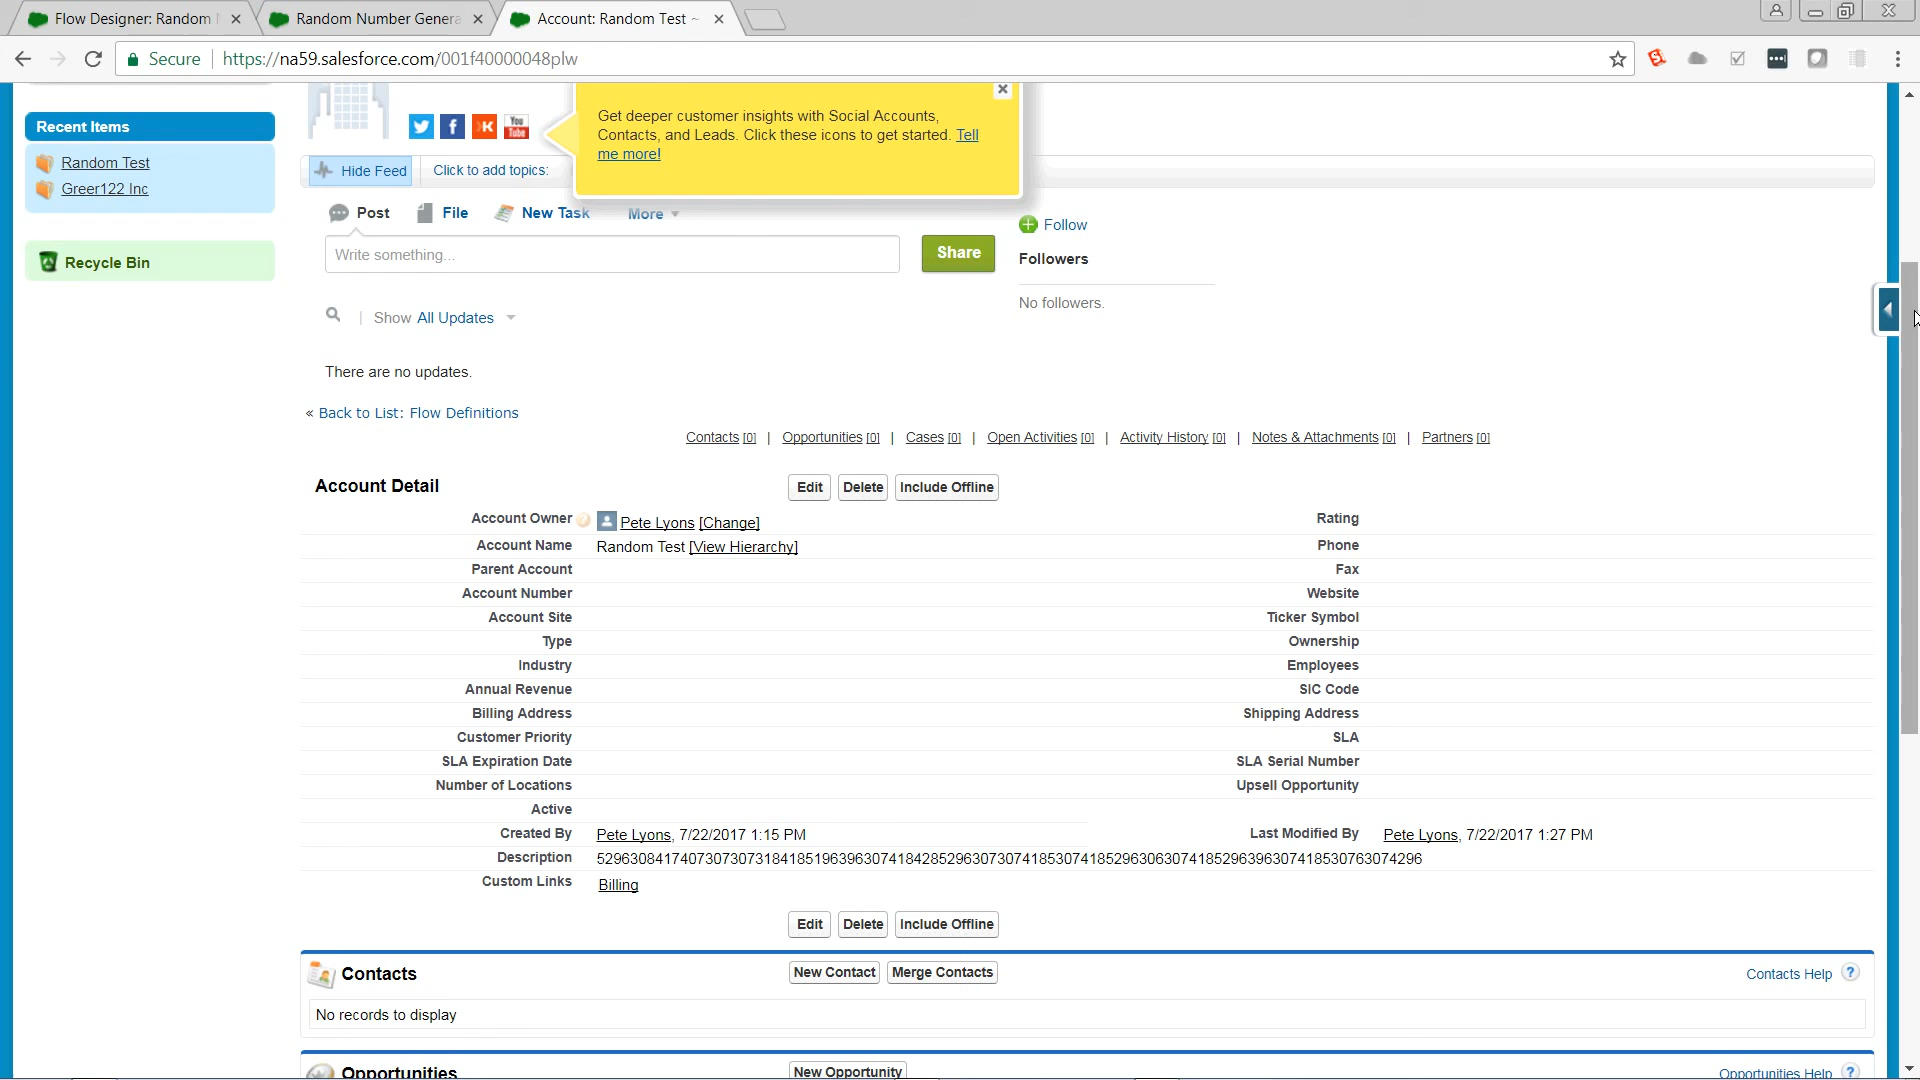 Flow Designer: Random
Random Number Genera
Account: Random Test ~
Secure
https://na59.salesforce.com/001f40000048plw
Get deeper customer insights with Social Accounts,
Contacts, and Leads. Click these icons to get started. Tell
me more!
Recent Items
Random Test
Greer122 Inc
Recycle Bin
You
Tube
Hide Feed
Click to add topics:
Post
File
New Task
More
Write something...
Share
Follow
Followers
No followers.
Show All Updates
There are no updates.
« Back to List: Flow Definitions
Contacts [0] | Opportunities [0] | Cases [0] | Open Activities [0] | Activity History [0] | Notes & Attachments [0] | Partners [0]
Account Detail
Edit Delete Include Offline
Account Owner Pete Lyons [Change] Rating
Account Name Random Test [View Hierarchy] Phone
Parent Account Fax
Account Number Website
Account Site Ticker Symbol
Type Ownership
Industry Employees
Annual Revenue SIC Code
Billing Address Shipping Address
Customer Priority SLA
SLA Expiration Date SLA Serial Number
Number of Locations Upsell Opportunity
Active
Created By Pete Lyons, 7/22/2017 1:15 PM Last Modified By Pete Lyons, 7/22/2017 1:27 PM
Description 529630841740730730731841851963963074184285296307307418530741852963063074185296396307418530763074296
Custom Links Billing
Edit Delete Include Offline
Contacts
New Contact Merge Contacts
Contacts Help ?
No records to display
Opportunities
New Opportunity
Opportunities Help ?